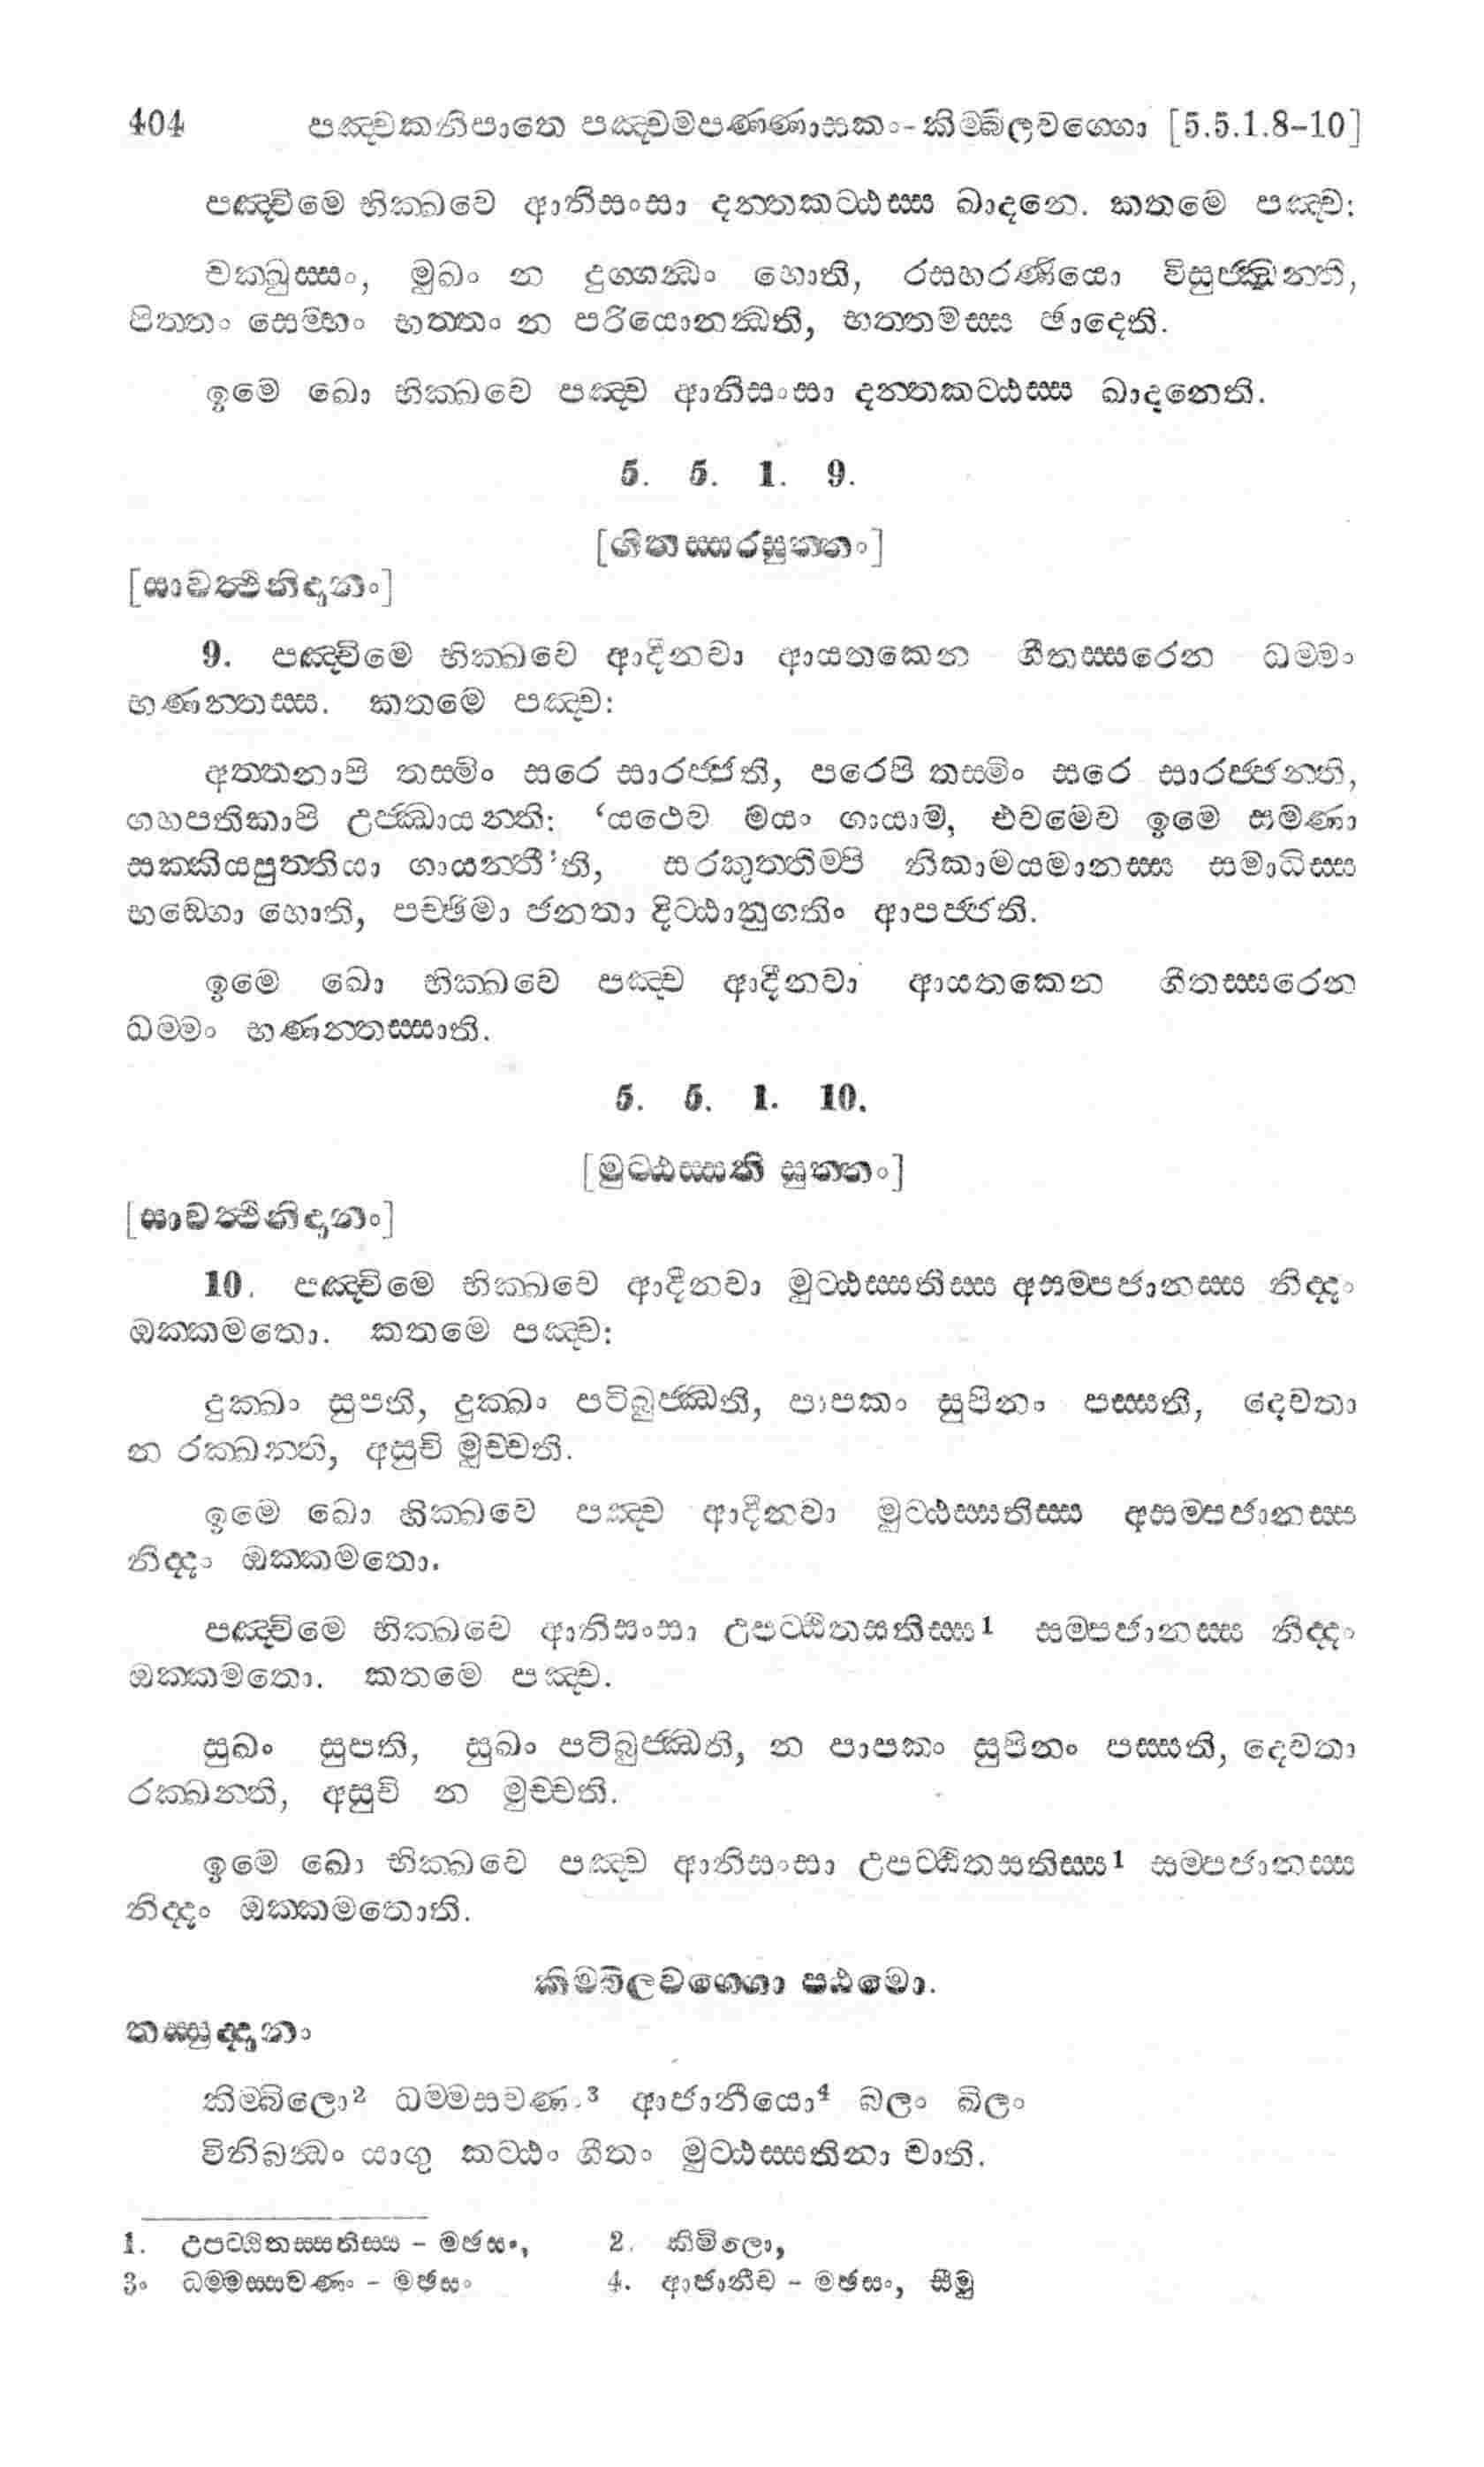 404 පඤ්චකනිපාතෙ පඤ්චමපණ්ණාසකං-කිම්බිලවග්ගො [5.5.1.8-10]
පඤ්චිමෙ භික්ඛවෙ ආනිසංසා දන්තකට්ඨස්ස ඛාදනෙ. කතමෙ පඤ්ච:
චක්ඛුස්සං, මුඛං න දුග්ගන්ධං හොති, රසහරණියො විසුජ්ඣන්ති,
පිත්තං සෙම්හං භත්තං න පරියොනන්ධති, භත්තමස්ස ඡාදෙති.
ඉමෙ ඛො භික්ඛවෙ පඤ්ච ආනිසංසා දන්තකට්ඨස්ස ඛාදනෙති.
5. 5. 1. 9.
[ගීතස්සරසුත්තං]
[සාවත්ථිනිදානං]
9. පඤ්චිමෙ භික්ඛවෙ ආදීනවා ආයතකෙන ගීතස්සරෙන ධම්මං
භණන්තස්ස. කතමෙ පඤ්ච:
අත්තනාපි තස්මිං සරෙ සාරජ්ජති, පරෙපි තස්මිං සරෙ සාරජ්ජන්ති,
ගහපතිකාපි උජ්ඣායන්ති: ‘යථෙව මයං ගායාම, එවමෙව ඉමෙ සමණා
සක්කියපුත්තියා ගායන්තී’ති, සරකුත්තිම්පි නිකාමයමානස්ස සමාධිස්ස
භඞ්ගො හොති, පච්ඡිමා ජනතා දිට්ඨානුගතිං ආපජ්ජති.
ඉමෙ ඛො භික්ඛවෙ පඤ්ච ආදීනවා ආයතකෙන ගීතස්සරෙන
ධම්මං භණන්තස්සාති.
5. 5. 1. 10.
[මුට්ඨස්සති සුත්තං]
[සාවත්ථිනිදානං]
10. පඤ්චිමෙ භික්ඛවෙ ආදීනවා මුට්ඨස්සතිස්ස අසම්පජානස්ස නිද්දං
ඔක්කමතො. කතමෙ පඤ්ච:
දුක්ඛං සුපති, දුක්ඛං පටිබුජ්ඣති, පාපකං සුපිනං පස්සති, දෙවතා
න රක්ඛන්ති, අසුචි මුච්චති.
ඉමෙ ඛො භික්ඛවෙ පඤ්ච ආදීනවා මුට්ඨස්සතිස්ස අසම්පජානස්ස
නිද්දං ඔක්කමතො.
පඤ්චිමෙ භික්ඛවෙ ආනිසංසා උපට්ඨිතසතිස්ස1 සම්පජානස්ස නිද්දං
ඔක්කමතො. කතමෙ පඤ්ච.
සුඛං සුපති, සුඛං පටිබුජ්ඣති, න පාපකං සුපිනං පස්සති, දෙවතා
රක්ඛන්ති, අසුචි න මුච්චති.
ඉමෙ ඛො භික්ඛවෙ පඤ්ච ආනිසංසා උපට්ඨිතසතිස්ස1 සම්පජානස්ස
නිද්දං ඔක්කමතොති.
කිම්බිලවග්ගො පඨමො.
තස්සුද්දානං
කිම්බිලො2 ධම්මසවණං3 ආජානීයො4 බලං ඛිලං
විනිබන්ධං යාගු කට්ඨං ගීතං මුට්ඨස්සතිනා චාති.
1. උපට්ඨිතස්සතිස්ස - මඡසං, 2. කිමිලො,
3. ධම්මස්සවණං - මඡසං 4. ආජානීච - මඡසං, සීමු